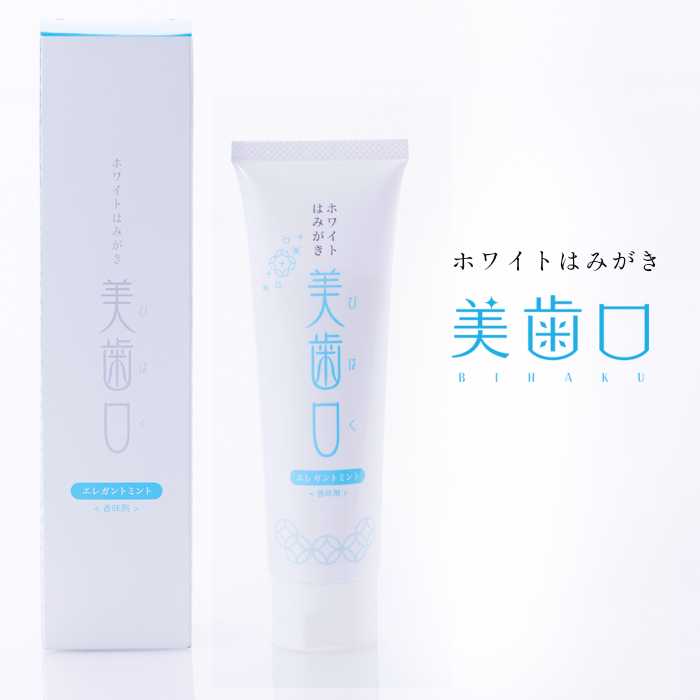 ホワイトはみがき
美歯口
びはく
エレガントミント
<香味剤>
ホワイト
はみがき
美歯口
びはく
エレガントミント
<香味剤>
ホワイトはみがき
美歯口
BIHAKU